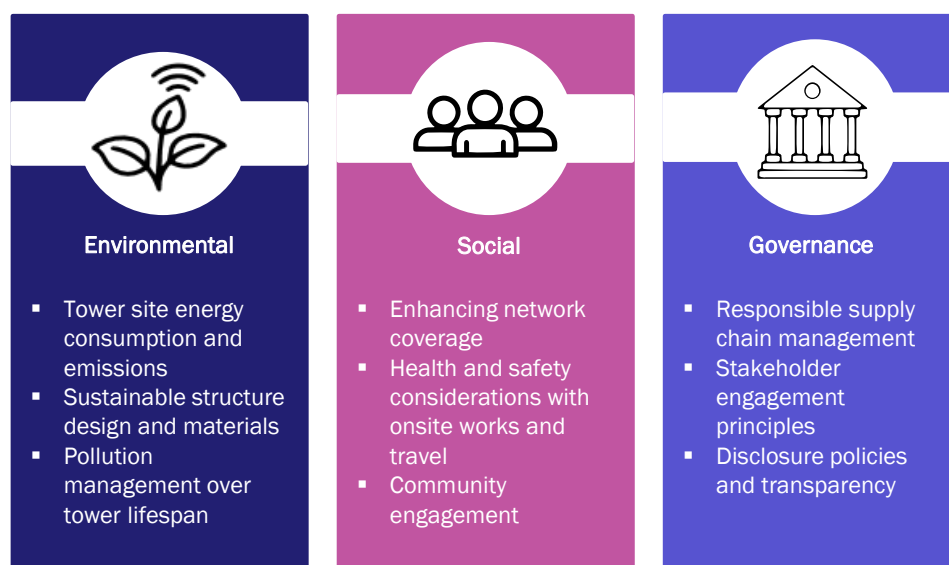 Environmental
▪ Tower site energy
consumption and
emissions
▪ Sustainable structure
design and materials
▪ Pollution
management over
tower lifespan
Social
▪ Enhancing network
coverage
▪ Health and safety
considerations with
onsite works and
travel
▪ Community
engagement
Governance
▪ Responsible supply
chain management
▪ Stakeholder
engagement
principles
▪ Disclosure policies
and transparency